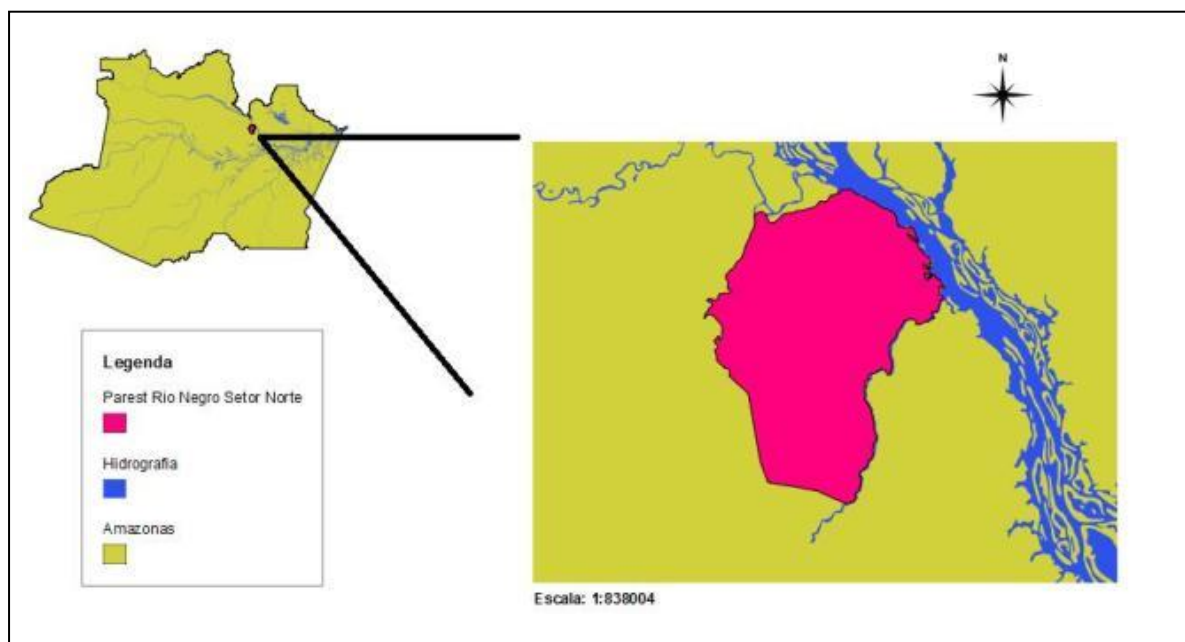 N
Legenda
Parest Rio Negro Setor Norte
Hidrografia
Amazonas
Escala: 1:838004